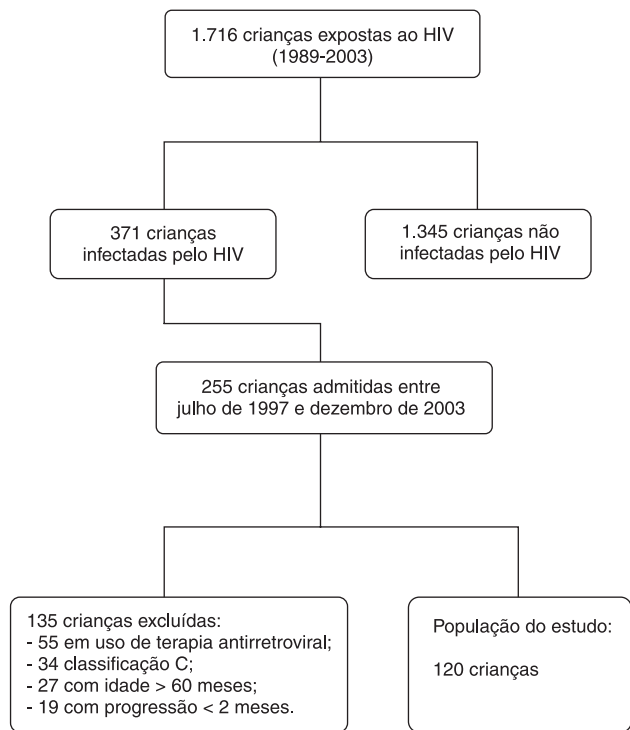 1.716 crianças expostas ao HIV
(1989-2003)
371 crianças
infectadas pelo HIV
1.345 crianças não
infectadas pelo HIV
255 crianças admitidas entre
julho de 1997 e dezembro de 2003
135 crianças excluídas:
- 55 em uso de terapia antirretroviral;
- 34 classificação C;
- 27 com idade > 60 meses;
- 19 com progressão < 2 meses.
População do estudo:
120 crianças